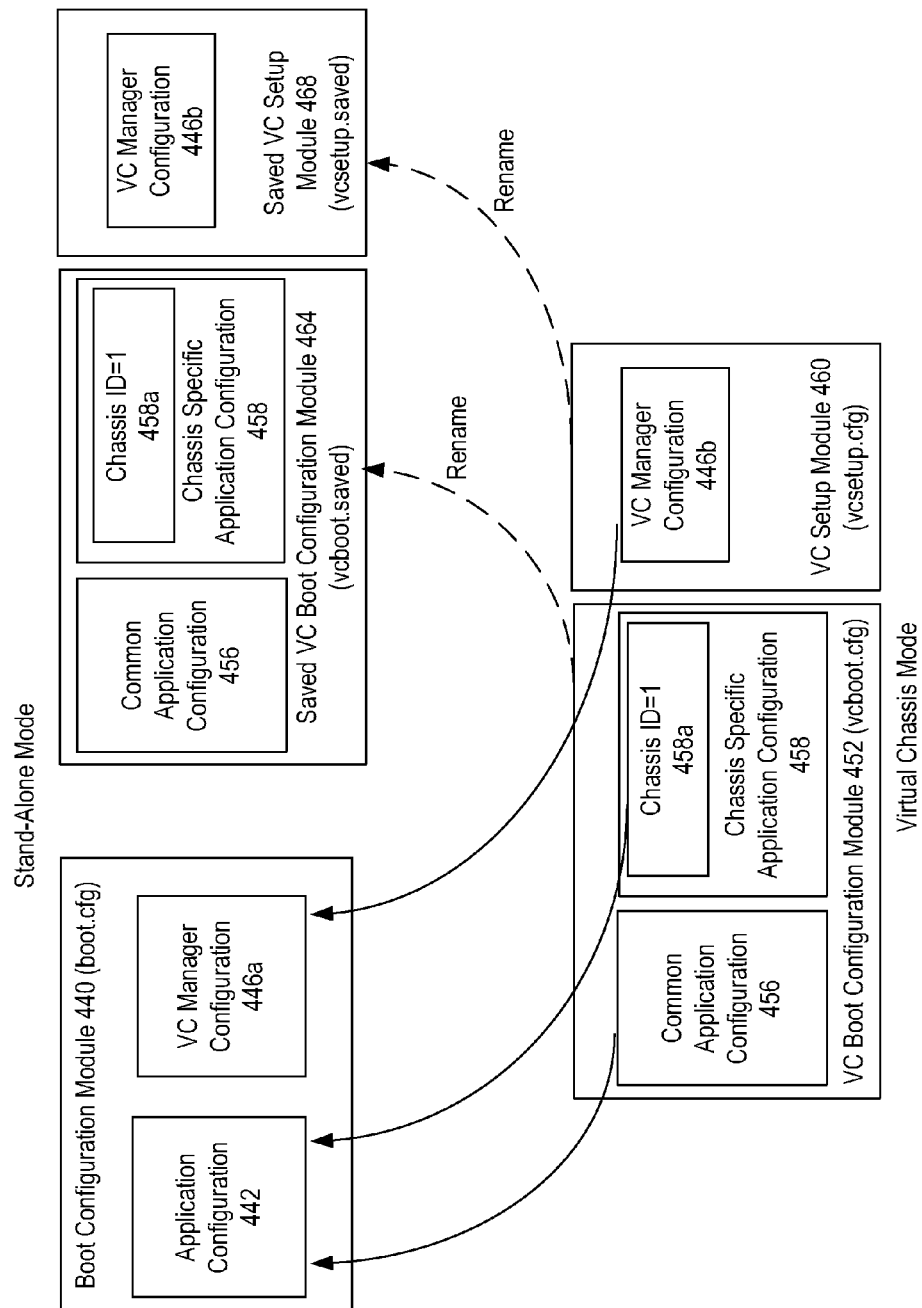 Stand-Alone Mode
Boot Configuration Module 440 (boot.cfg)
Application
Configuration
442
VC Manager
Configuration
446a
Common
Application
Configuration
456
Chassis ID=1
458a
Chassis Specific
Application Configuration
458
Saved VC Boot Configuration Module 464
(vcboot.saved)
VC Manager
Configuration
446b
Saved VC Setup
Module 468
(vcsetup.saved)
Rename
Rename
Common
Application
Configuration
456
Chassis ID=1
458a
Chassis Specific
Application Configuration
458
VC Boot Configuration Module 452 (vcboot.cfg)
VC Manager
Configuration
446b
VC Setup Module 460
(vcsetup.cfg)
Virtual Chassis Mode